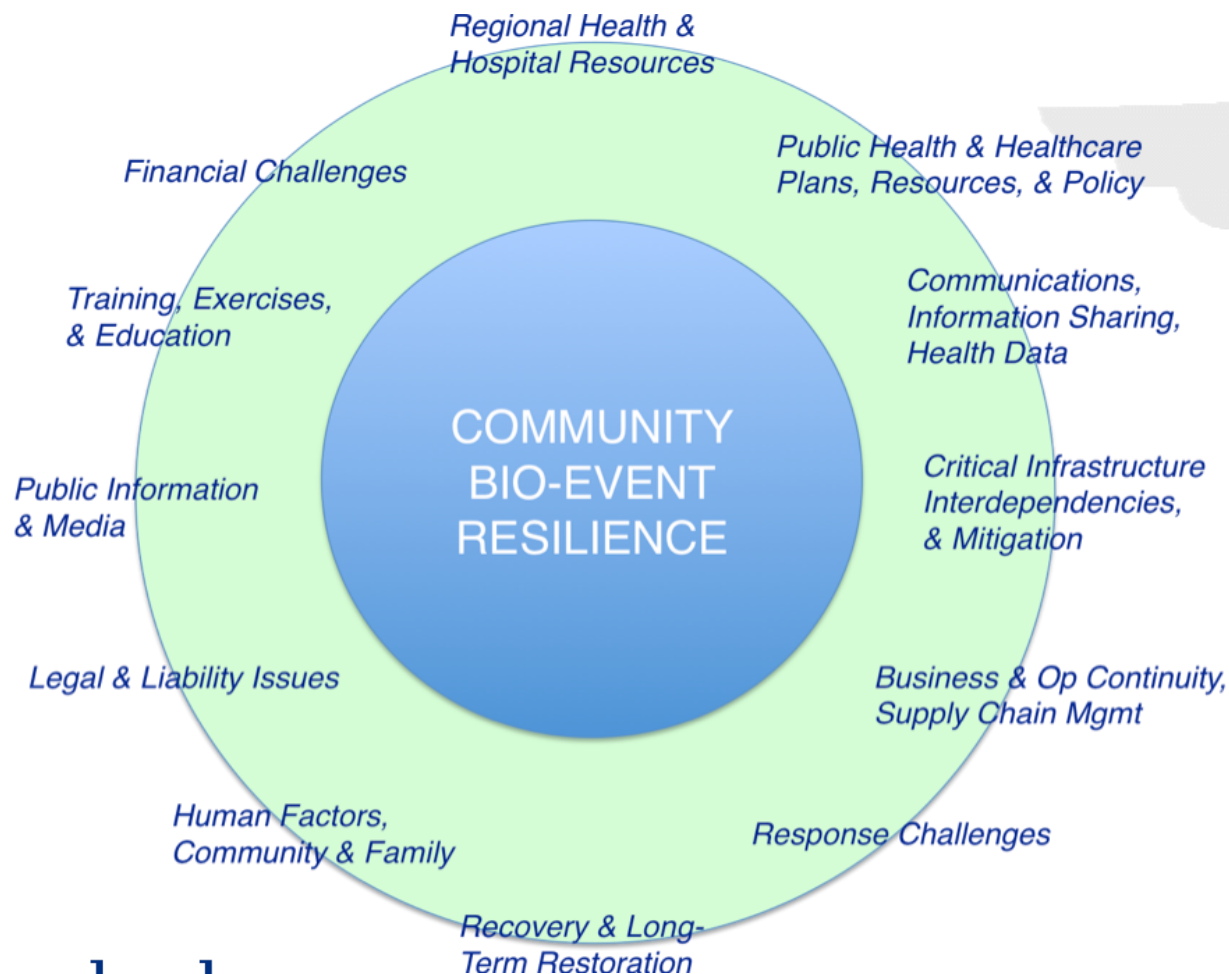 Regional Health &
Hospital Resources
Financial Challenges
Public Health & Healthcare
Plans, Resources, & Policy
Training, Exercises,
& Education
Communications,
Information Sharing,
Health Data
COMMUNITY
BIO-EVENT
RESILIENCE
Public Information
& Media
Critical Infrastructure
Interdependencies,
& Mitigation
Legal & Liability Issues
Business & Op Continuity,
Supply Chain Mgmt
Human Factors,
Community & Family
Response Challenges
Recovery & Long-
Term Restoration